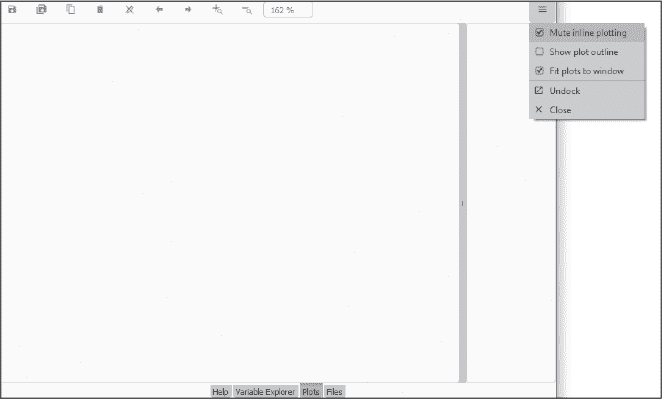 162 %
Mute inline plotting
Show plot outline
Fit plots to window
Undock
Close
Help Variable Explorer Plots Files